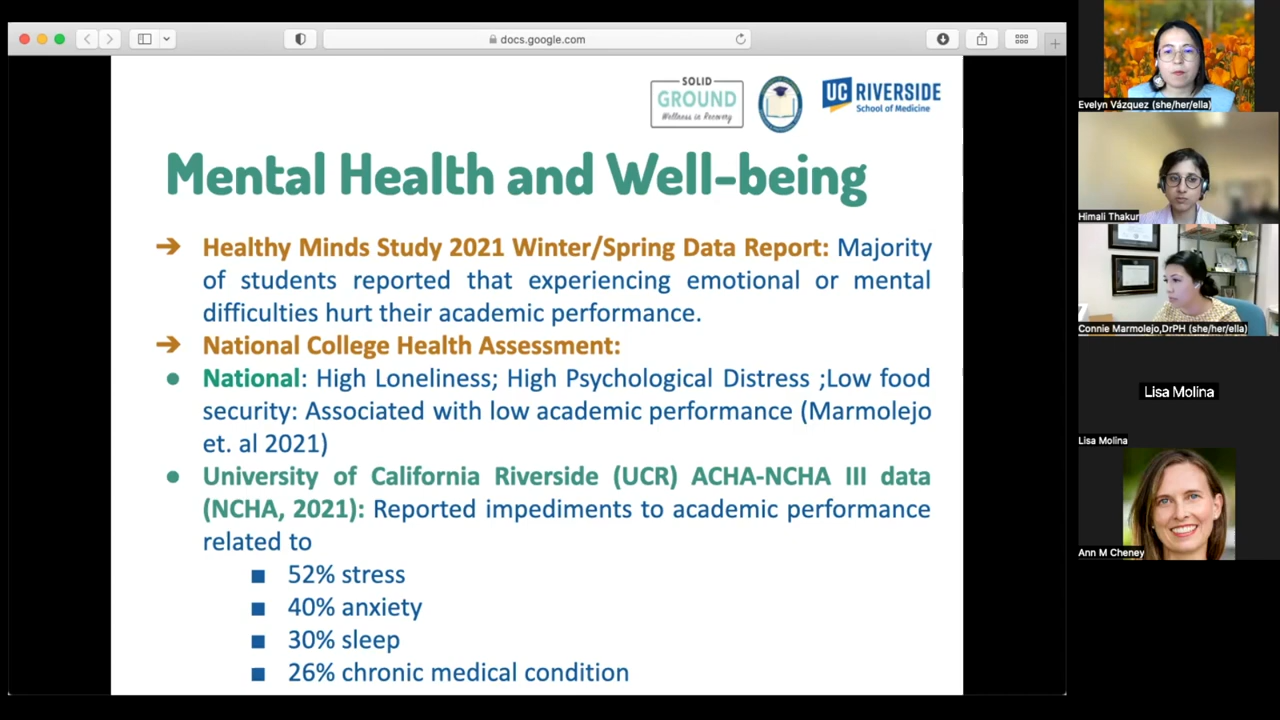 docs.google.com
SOLID
GROUND
Wellness in Recovery
UC RIVERSIDE
School of Medicine
Mental Health and Well-being
➔ Healthy Minds Study 2021 Winter/Spring Data Report: Majority
of students reported that experiencing emotional or mental
difficulties hurt their academic performance.
➔ National College Health Assessment:
● National: High Loneliness; High Psychological Distress ;Low food
security: Associated with low academic performance (Marmolejo
et. al 2021)
● University of California Riverside (UCR) ACHA-NCHA III data
(NCHA, 2021): Reported impediments to academic performance
related to
■ 52% stress
■ 40% anxiety
■ 30% sleep
■ 26% chronic medical condition
Evelyn Vázquez (she/her/ella)
Himali Thakur
Connie Marmolejo,DrPH (she/her/ella)
Lisa Molina
Lisa Molina
Ann M Cheney